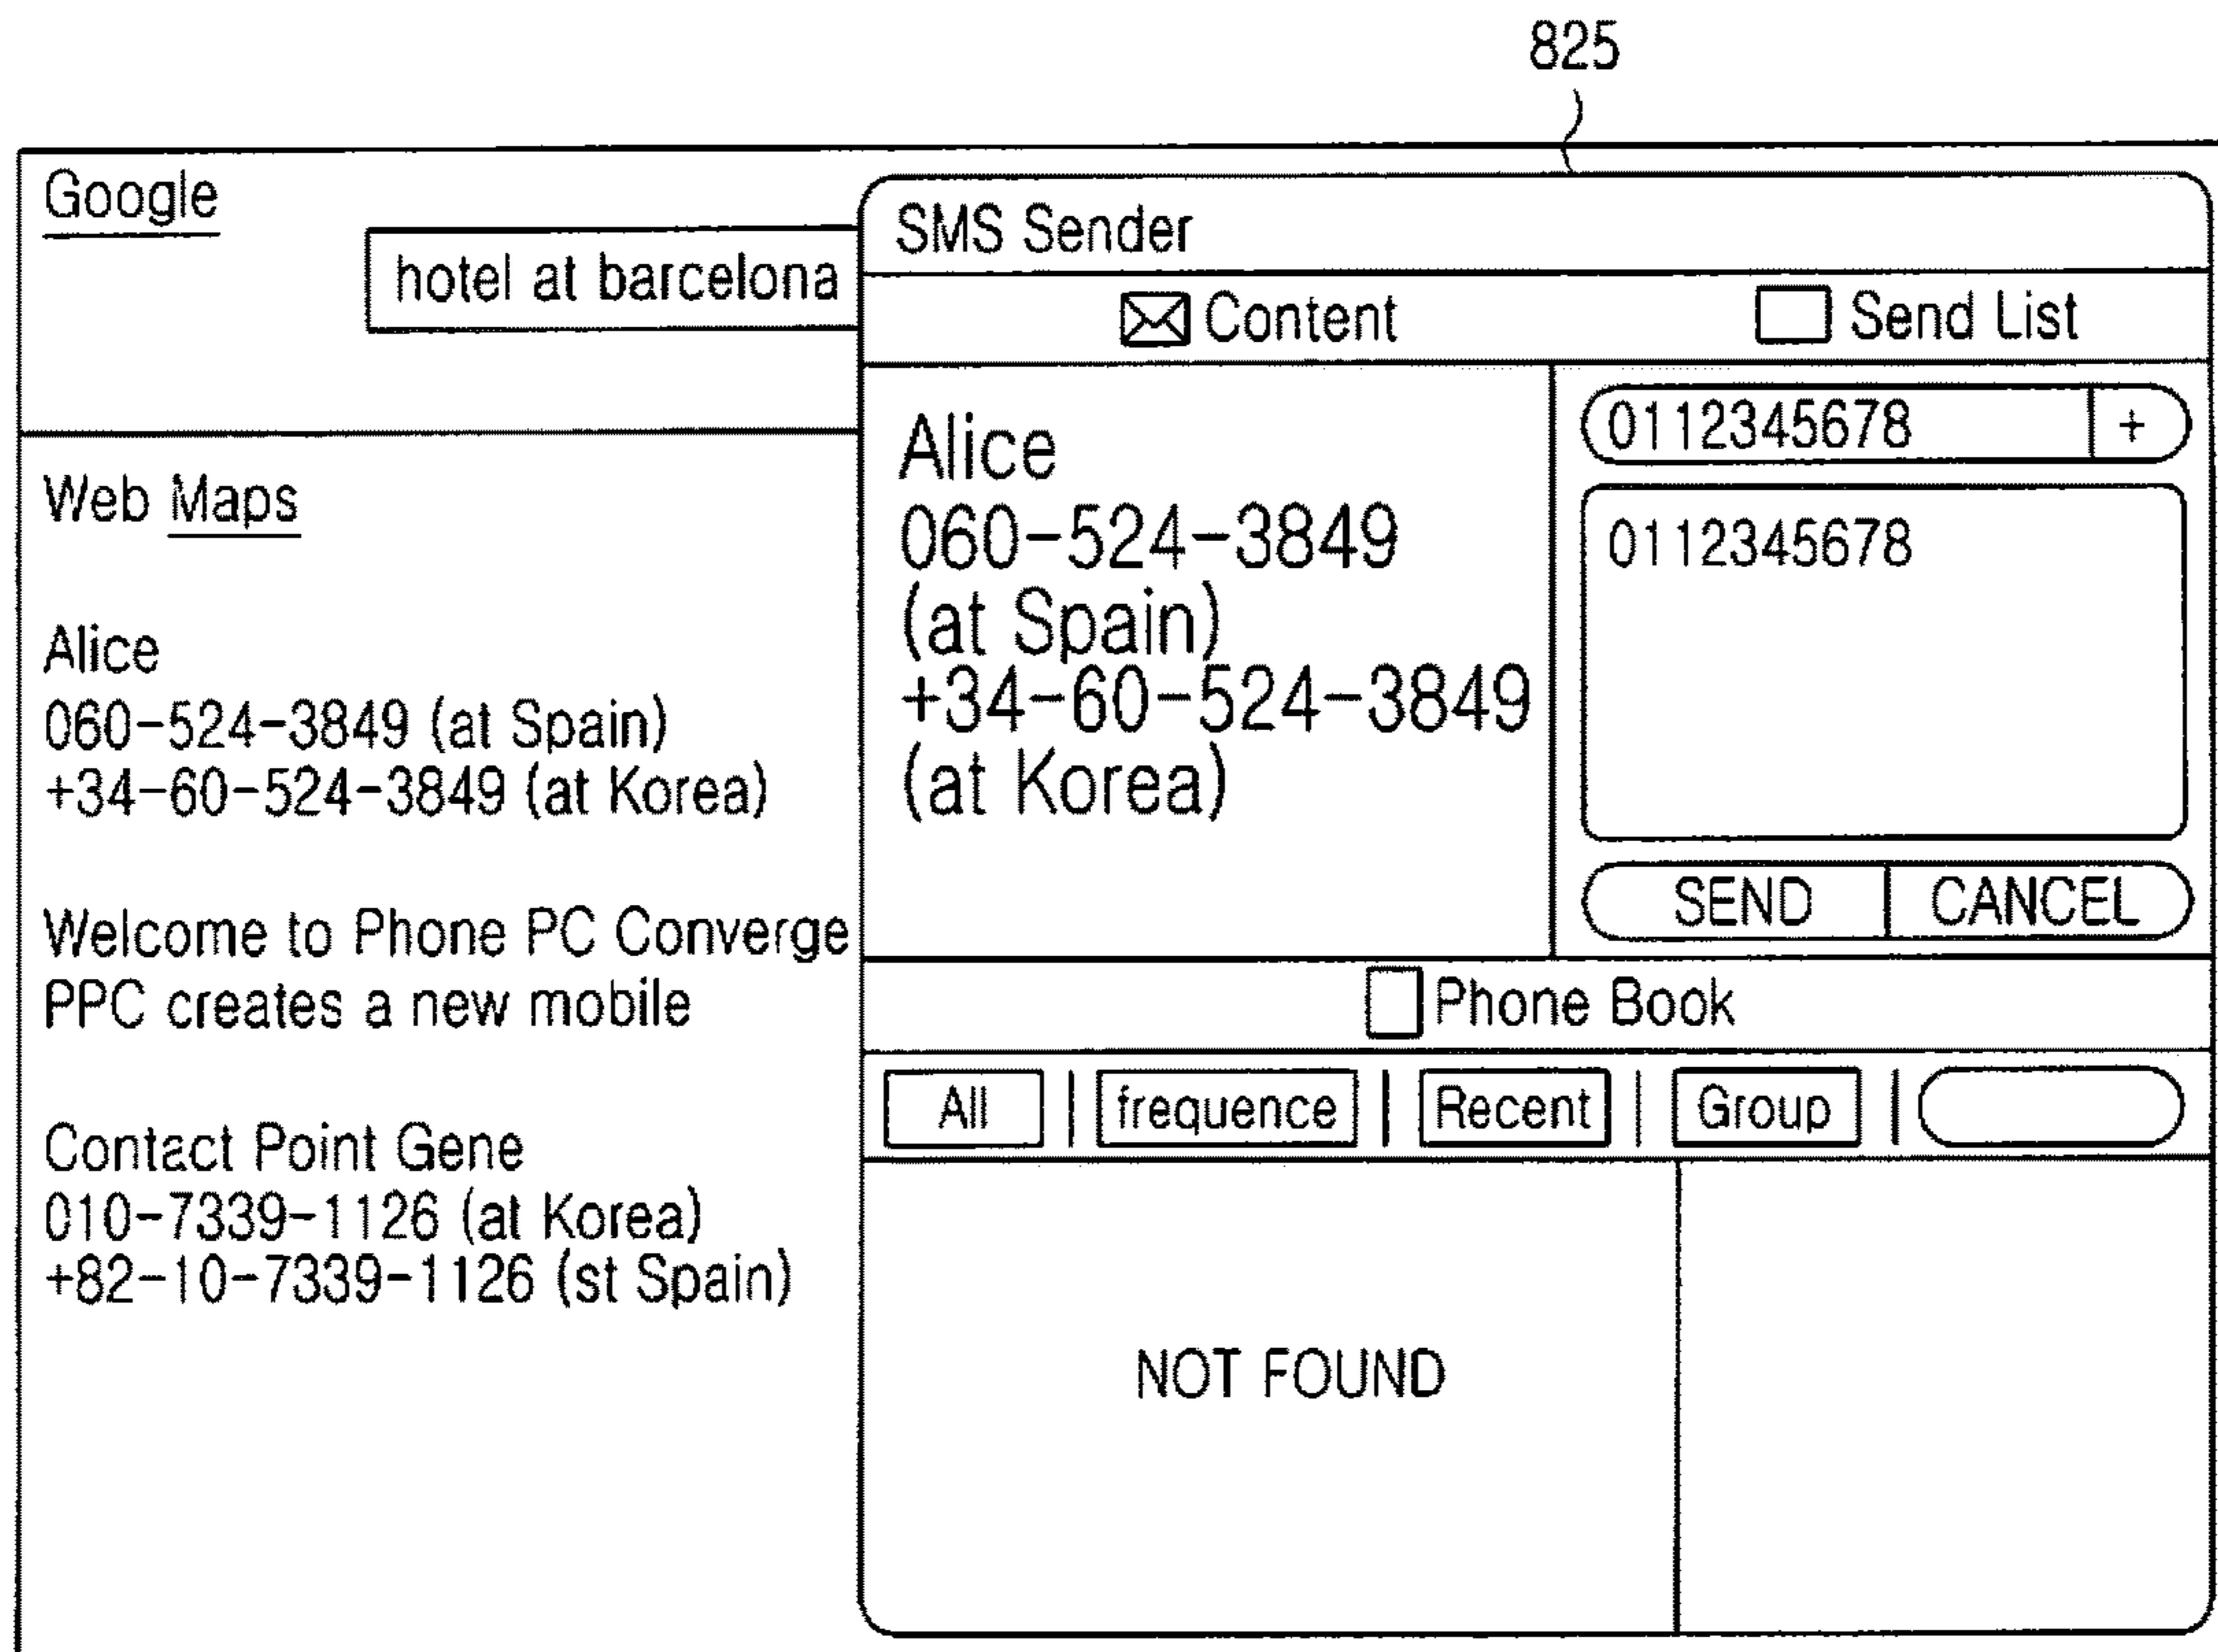 825
Google
hotel at barcelona
Web Maps
Alice
060-524-3849 (at Spain)
+34-60-524-3849 (at Korea)
Welcome to Phone PC Converge
PPC creates a new mobile
Contact Point Gene
010-7339-1126 (at Korea)
+82-10-7339-1126 (st Spain)
SMS Sender
Content
Send List
Alice
060-524-3849
(at Spain)
+34-60-524-3849
(at Korea)
0112345678 +
0112345678
SEND CANCEL
Phone Book
All | frequence | Recent | Group |
NOT FOUND